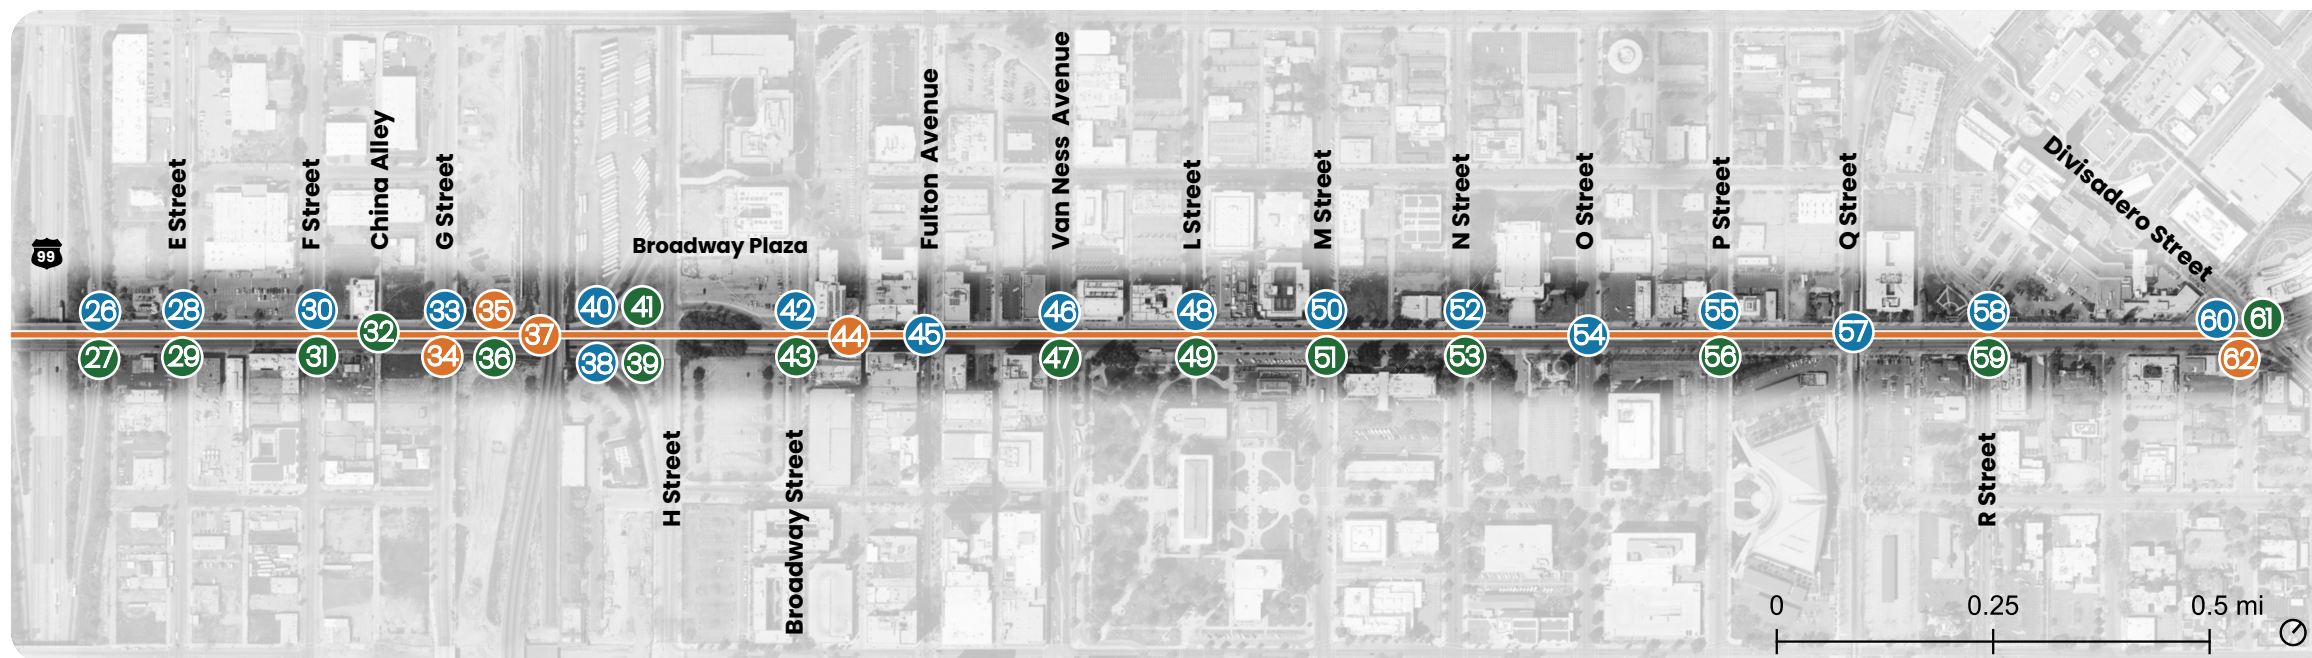 Van Ness Avenue
Fulton Avenue
China Alley
E Street
F Street
G Street
L Street
M Street
N Street
O Street
P Street
Q Street
Divisadero Street
99
Broadway Plaza
26
28
30
32
33
35
37
40
41
42
44
45
46
48
50
52
54
55
57
58
60
61
27
29
31
34
36
38
39
43
47
49
51
53
56
59
62
H Street
Broadway Street
R Street
0 0.25 0.5 mi